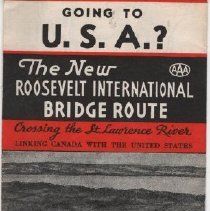 GOING TO
U.S.A.?
The New
AAA
ROOSEVELT INTERNATIONAL
BRIDGE ROUTE
Crossing the St. Lawrence River
LINKING CANADA WITH THE UNITED STATES